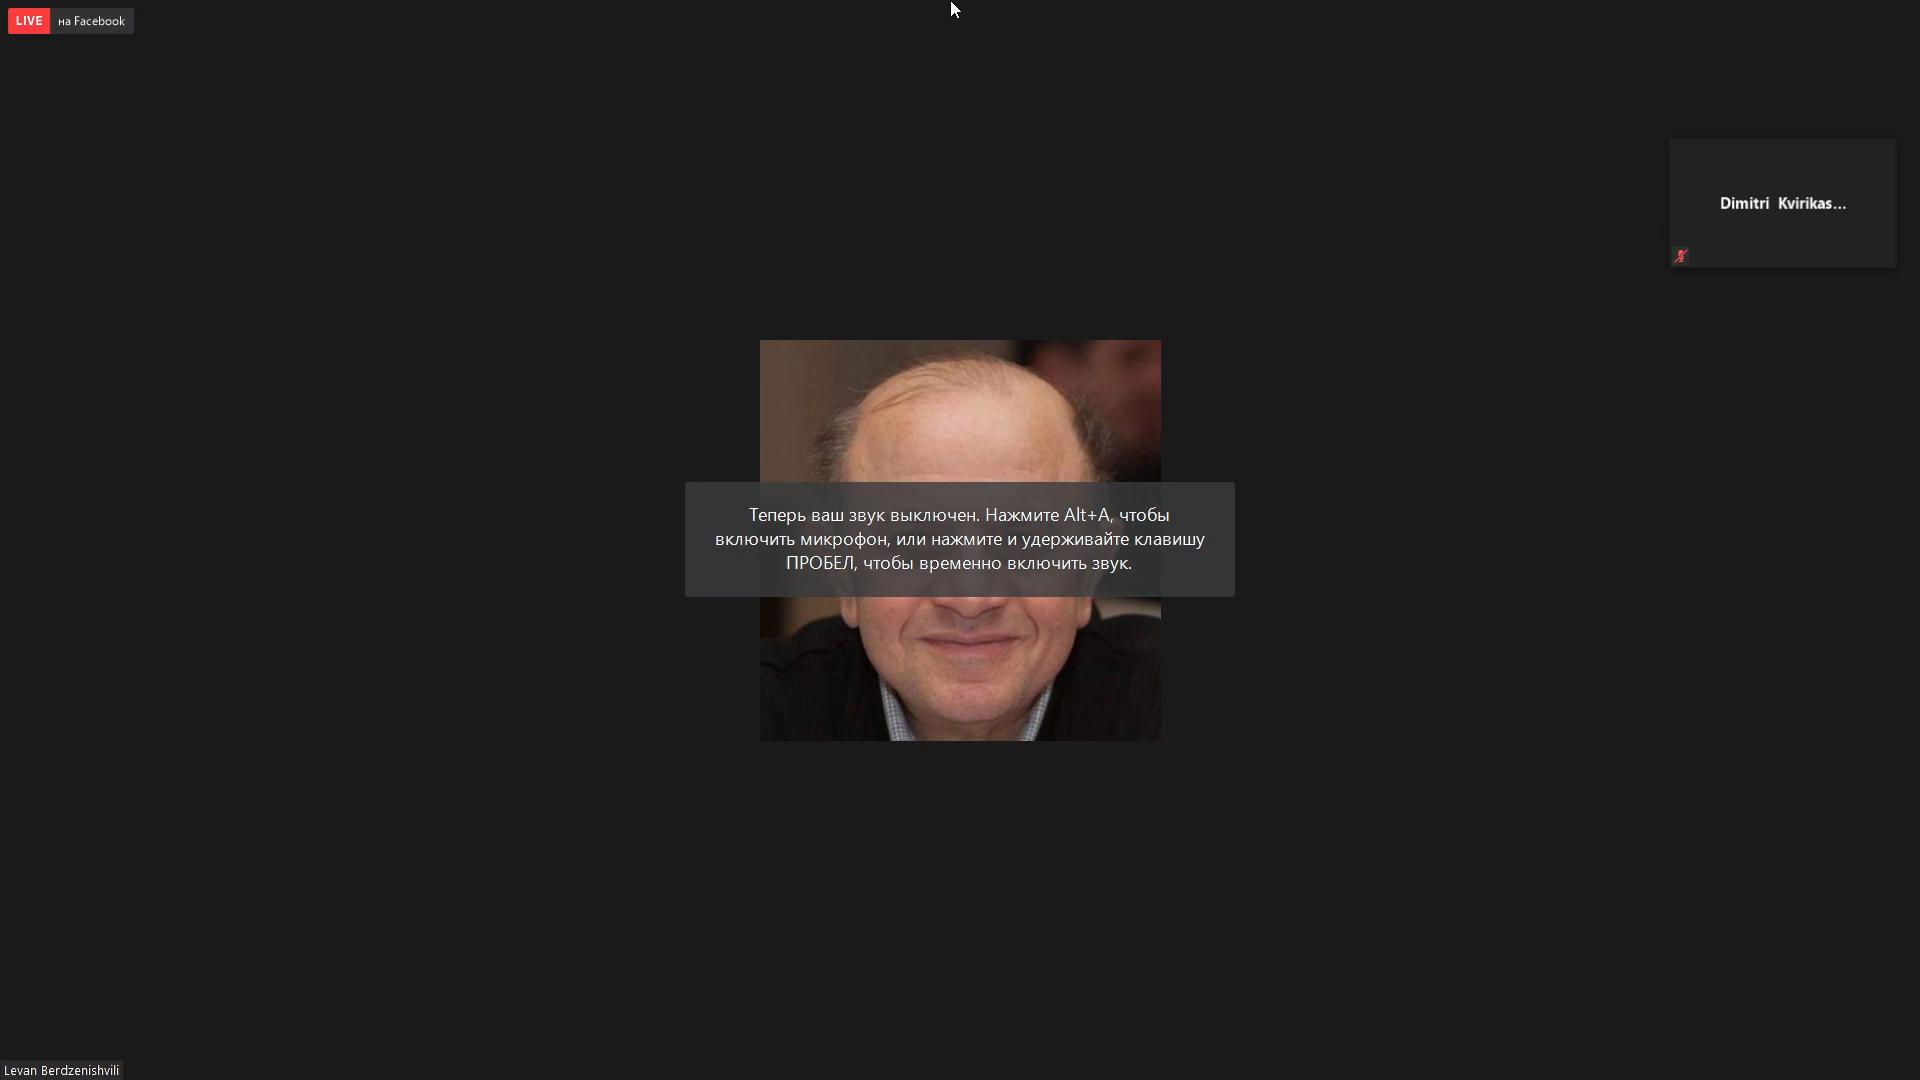 LIVE на Facebook
Dimitri Kvirikas...
Теперь ваш звук выключен. Нажмите Alt+A, чтобы
включить микрофон, или нажмите и удерживайте клавишу
ПРОБЕЛ, чтобы временно включить звук.
Levan Berdzenishvili